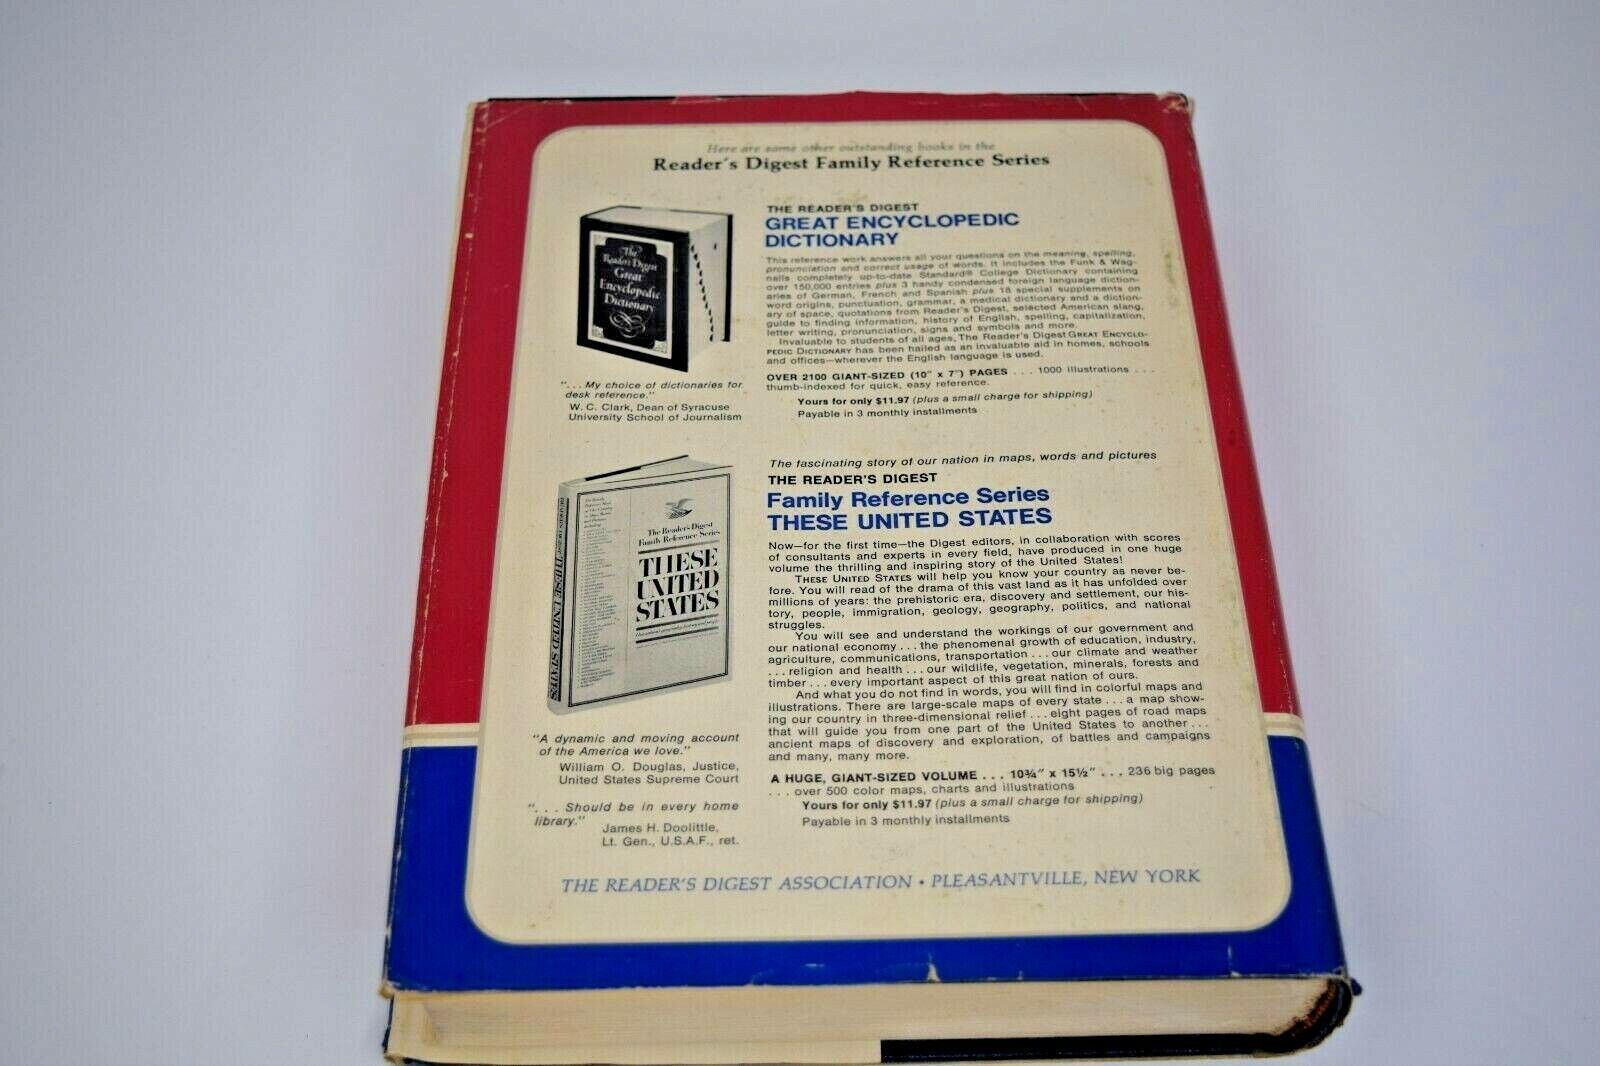 Here are some other outstanding books in the
Reader's Digest Family Reference Series
The
Reader's Digest
Great
Encyclopedic
Dictionary
"... My choice of dictionaries for
desk reference."
W. C. Clark, Dean of Syracuse
University School of Journalism
THE READER'S DIGEST
GREAT ENCYCLOPEDIC
DICTIONARY
This reference work answers all your questions on the meaning, spelling,
pronunciation and correct usage of words. It includes the Funk & Wag-
nalls completely up-to-date Standard® College Dictionary containing
over 150,000 entries plus 3 handy condensed foreign language diction-
aries of German, French and Spanish plus 18 special supplements on
word origins, punctuation, grammar, a medical dictionary and a diction-
ary of space, quotations from Reader's Digest, selected American slang,
guide to finding information, history of English, spelling, capitalization,
letter writing, pronunciation, signs and symbols and more.
Invaluable to students of all ages, The Reader's Digest GREAT ENCYCLO-
PEDIC DICTIONARY has been hailed as an invaluable aid in homes, schools
and offices—wherever the English language is used.
OVER 2100 GIANT-SIZED (10" x 7") PAGES ... 1000 illustrations ...
thumb-indexed for quick, easy reference.
Yours for only $11.97 (plus a small charge for shipping)
Payable in 3 monthly installments
The Reader's Digest
Family Reference Series
THESE
UNITED
STATES
THESE UNITED STATES
"A dynamic and moving account
of the America we love."
William O. Douglas, Justice,
United States Supreme Court
"... Should be in every home
library."
James H. Doolittle,
Lt. Gen., U.S.A.F., ret.
The fascinating story of our nation in maps, words and pictures
THE READER'S DIGEST
Family Reference Series
THESE UNITED STATES
Now—for the first time—the Digest editors, in collaboration with scores
of consultants and experts in every field, have produced in one huge
volume the thrilling and inspiring story of the United States!
THESE UNITED STATES will help you know your country as never be-
fore. You will read of the drama of this vast land as it has unfolded over
millions of years: the prehistoric era, discovery and settlement, our his-
tory, people, immigration, geology, geography, politics, and national
struggles.
You will see and understand the workings of our government and
our national economy ... the phenomenal growth of education, industry,
agriculture, communications, transportation ... our climate and weather
... religion and health ... our wildlife, vegetation, minerals, forests and
timber ... every important aspect of this great nation of ours.
And what you do not find in words, you will find in colorful maps and
illustrations. There are large-scale maps of every state ... a map show-
ing our country in three-dimensional relief ... eight pages of road maps
that will guide you from one part of the United States to another ...
ancient maps of discovery and exploration, of battles and campaigns
and many, many more.
A HUGE, GIANT-SIZED VOLUME ... 10¾" x 15½" ... 236 big pages
... over 500 color maps, charts and illustrations
Yours for only $11.97 (plus a small charge for shipping)
Payable in 3 monthly installments
THE READER'S DIGEST ASSOCIATION • PLEASANTVILLE, NEW YORK